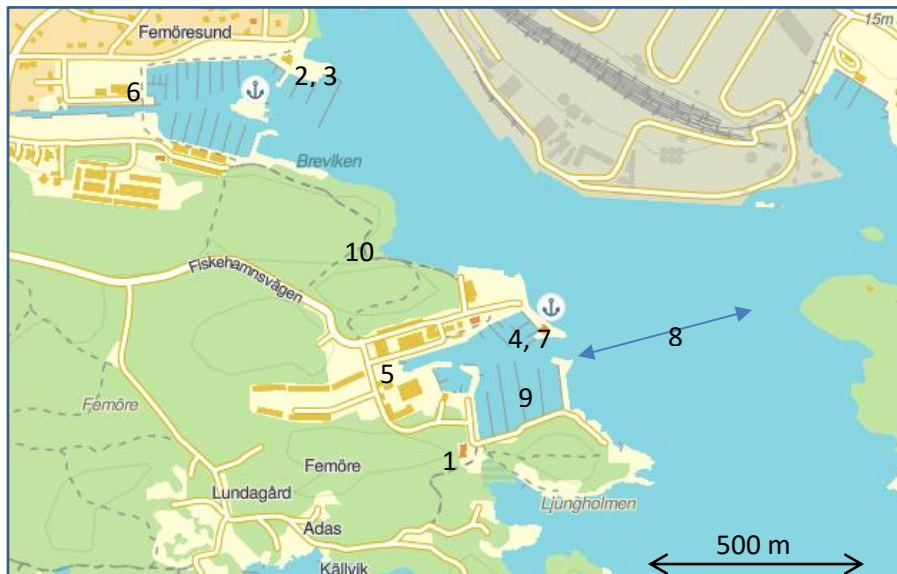 Femöresund
15m
2, 3
6
Breviken
10
Fiskehamnsvägen
4, 7
8
5
9
Femöre
1
Femöre
Lundagård
Ljungholmen
Ådas
500 m
Källvik